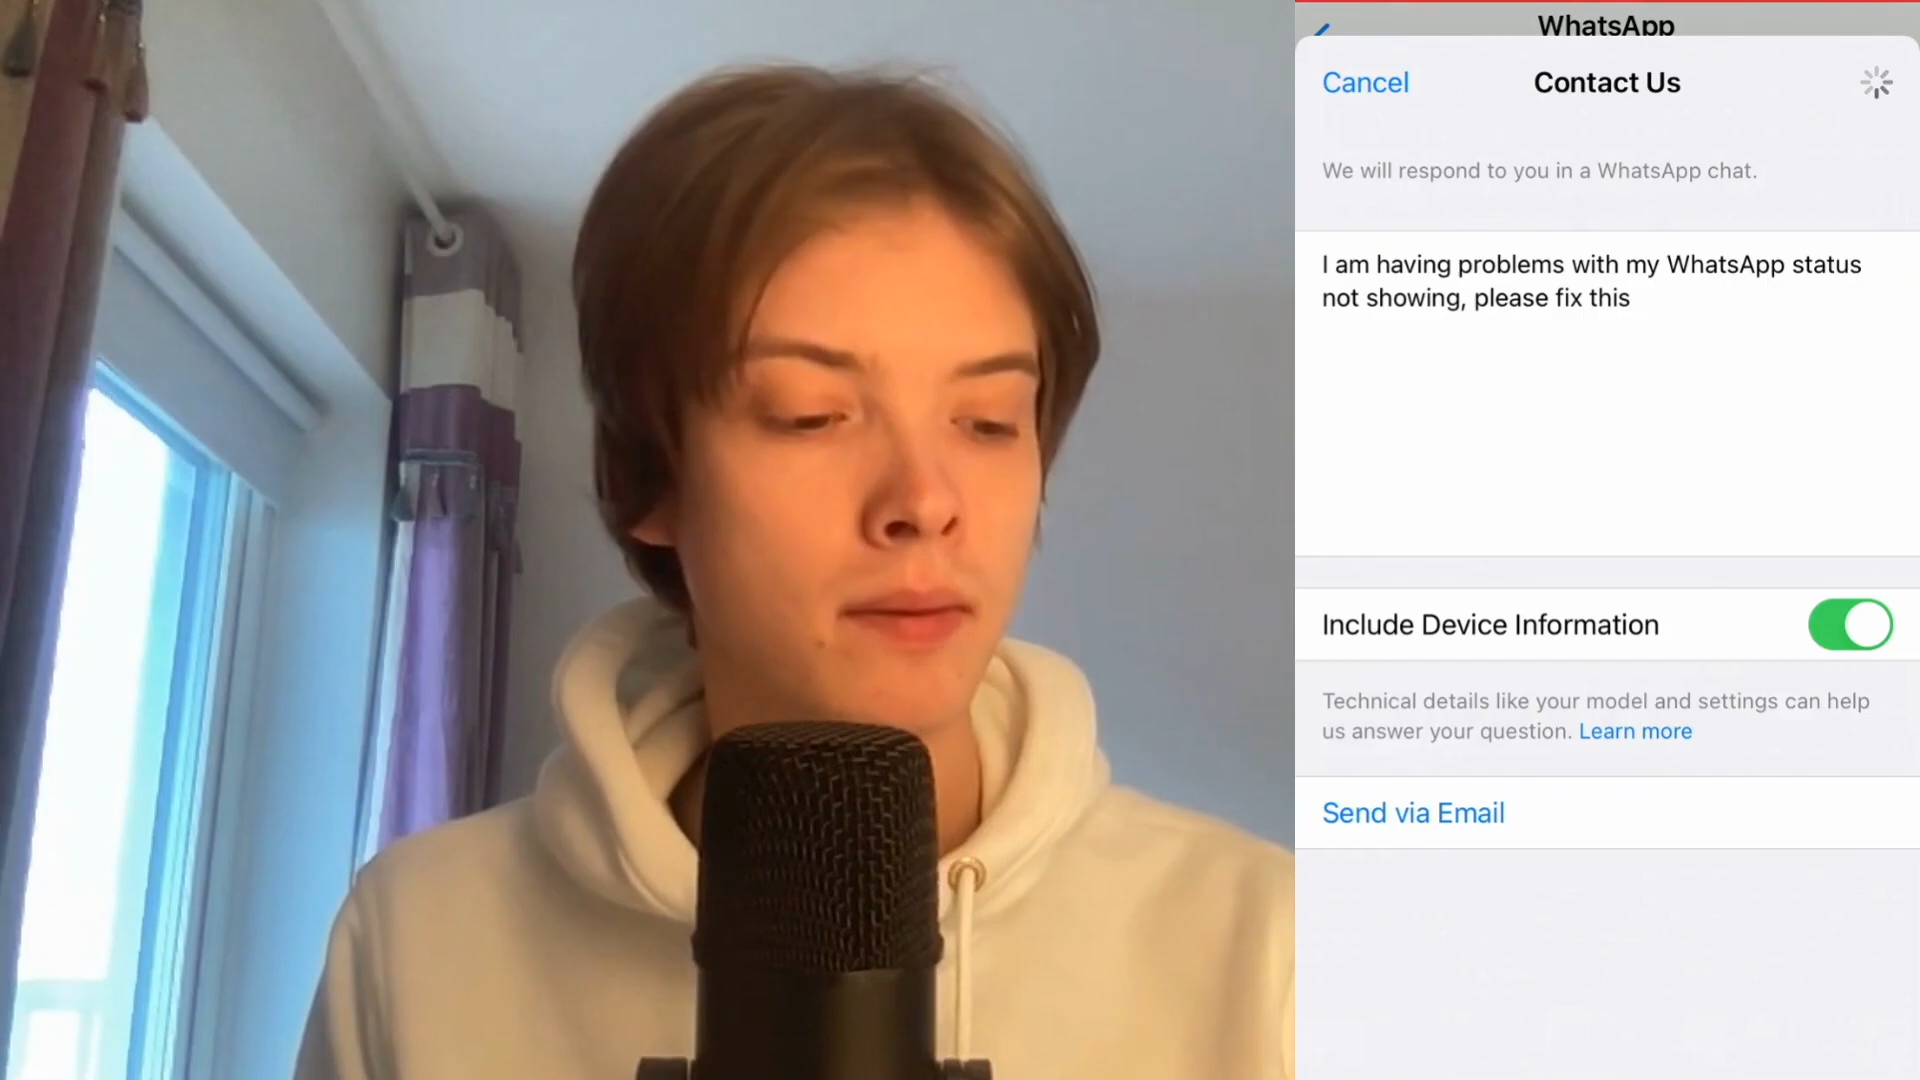 WhatsApp
Cancel
Contact Us
We will respond to you in a WhatsApp chat.
I am having problems with my WhatsApp status
not showing, please fix this
Include Device Information
Technical details like your model and settings can help
us answer your question. Learn more
Send via Email